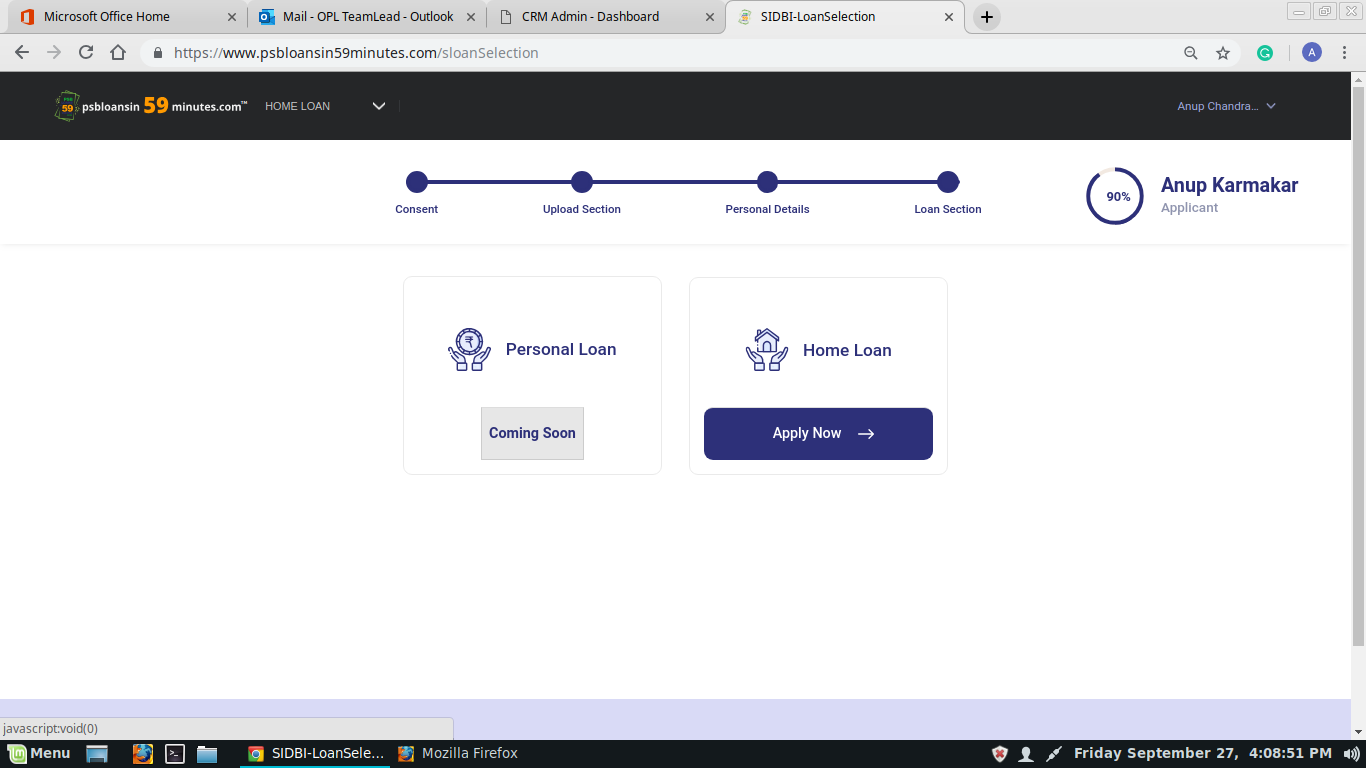 Microsoft Office Home
Mail - OPL TeamLead - Outlook
CRM Admin - Dashboard
SIDBI-LoanSelection
https://www.psbloansin59minutes.com/sloanSelection
A
59
psbloansin 59 minutes.com™
HOME LOAN
Anup Chandra...
Consent
Upload Section
Personal Details
Loan Section
90%
Anup Karmakar
Applicant
₹
Personal Loan
Home Loan
Coming Soon
Apply Now
javascript:void(0)
Menu
SIDBI-LoanSele...
Mozilla Firefox
Friday September 27, 4:08:51 PM